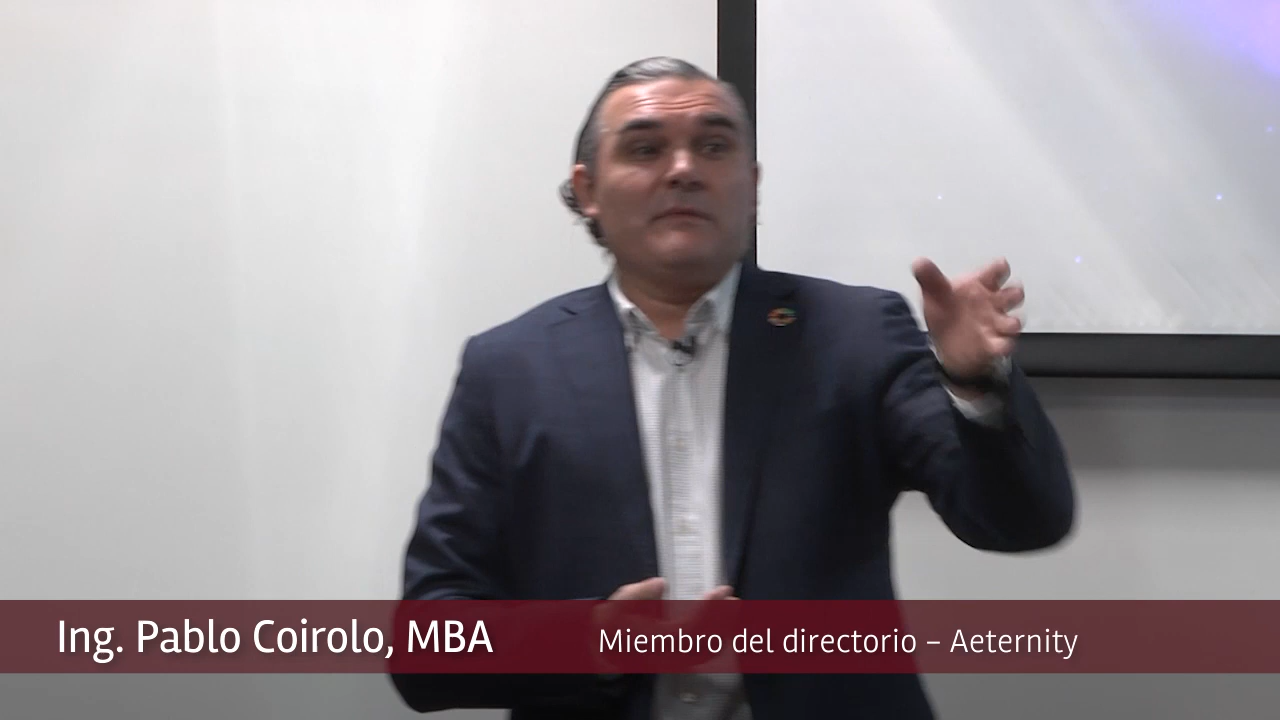 Ing. Pablo Coirolo, MBA
Miembro del directorio – Aeternity